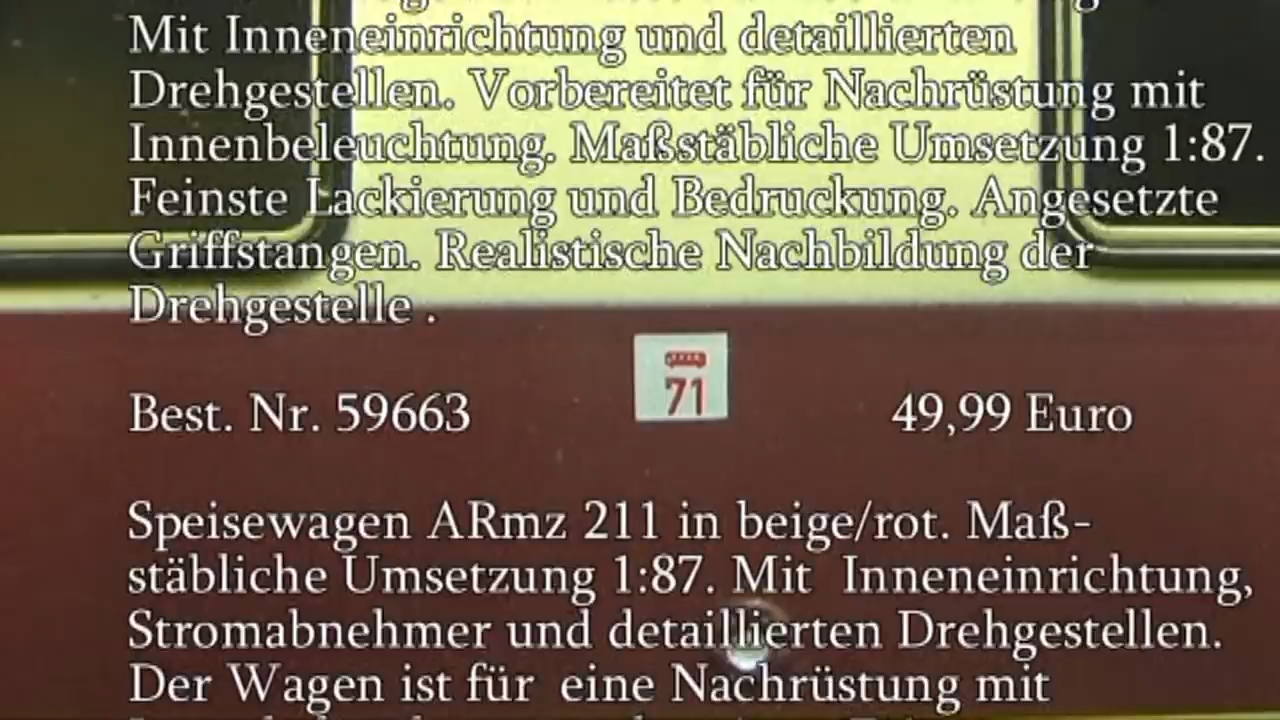 Mit Inneneinrichtung und detaillierten
Drehgestellen. Vorbereitet für Nachrüstung mit
Innenbeleuchtung. Maßstäbliche Umsetzung 1:87.
Feinste Lackierung und Bedruckung. Angesetzte
Griffstangen. Realistische Nachbildung der
Drehgestelle .
71
Best. Nr. 59663 49,99 Euro
Speisewagen ARmz 211 in beige/rot. Maß-
stäbliche Umsetzung 1:87. Mit Inneneinrichtung,
Stromabnehmer und detaillierten Drehgestellen.
Der Wagen ist für eine Nachrüstung mit